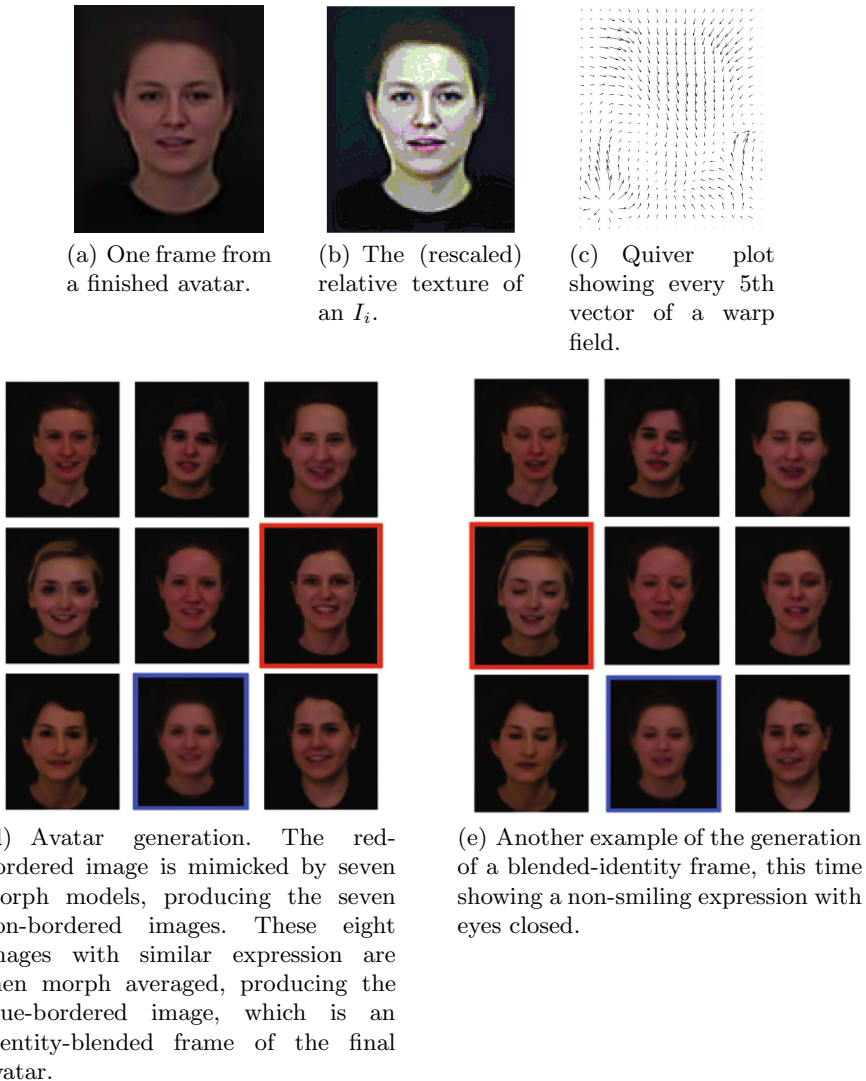 (a) One frame from
a finished avatar.
(b) The (rescaled)
relative texture of
an I_i.
(c) Quiver plot
showing every 5th
vector of a warp
field.
) Avatar generation. The red-
ordered image is mimicked by seven
orph models, producing the seven
on-bordered images. These eight
mages with similar expression are
hen morph averaged, producing the
ue-bordered image, which is an
entity-blended frame of the final
vatar.
(e) Another example of the generation
of a blended-identity frame, this time
showing a non-smiling expression with
eyes closed.